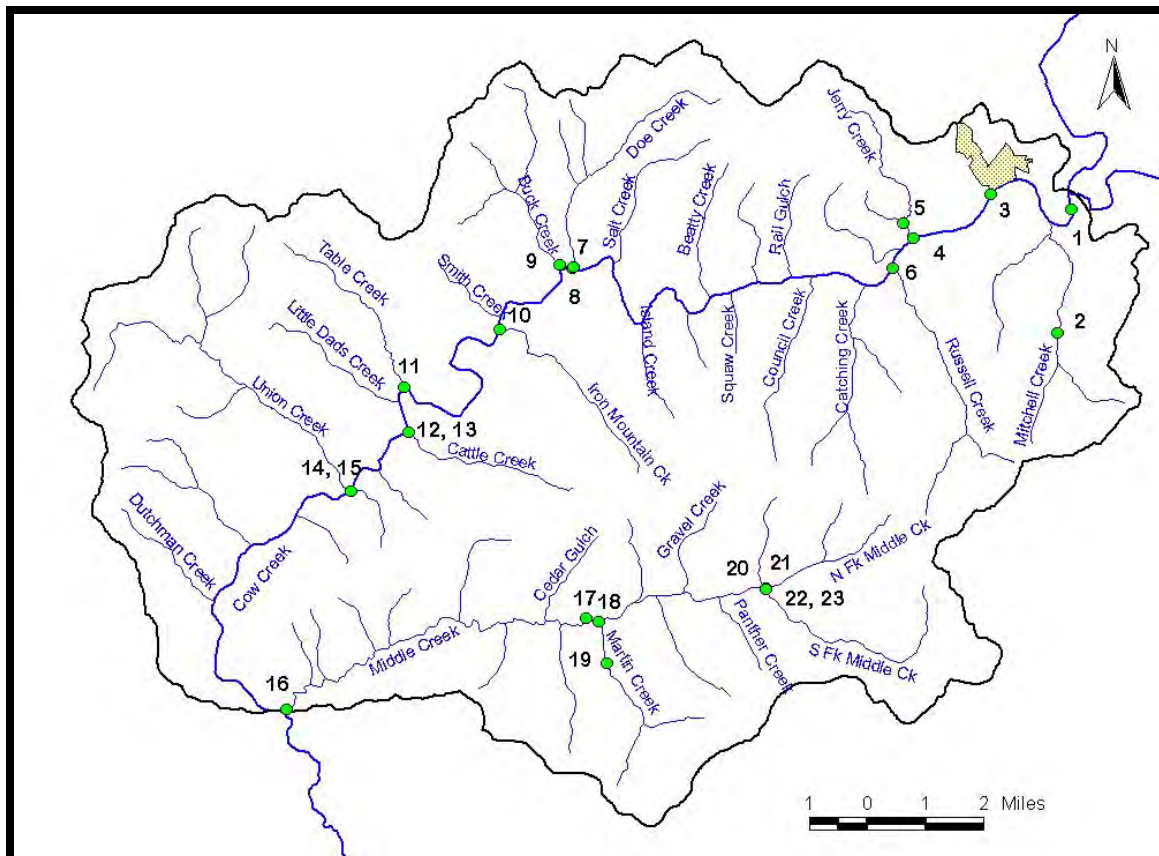 N
Jerry Creek
Doe Creek
Buck Creek
Salt Creek
Beatty Creek
Rail Gulch
5
3
4
1
7
9
8
6
Table Creek
Smith Creek
10
Little Dads Creek
11
Island Creek
Squaw Creek
Council Creek
Catching Creek
Russell Creek
2
Mitchell Creek
Union Creek
Iron Mountain Ck
12, 13
Cattle Creek
14, 15
Dutchman Creek
Cow Creek
Cedar Gulch
Gravel Creek
N Fk Middle Ck
20
21
22, 23
17
18
Panther Creek
S Fk Middle Ck
Middle Creek
19
Martin Creek
16
1 0 1 2 Miles